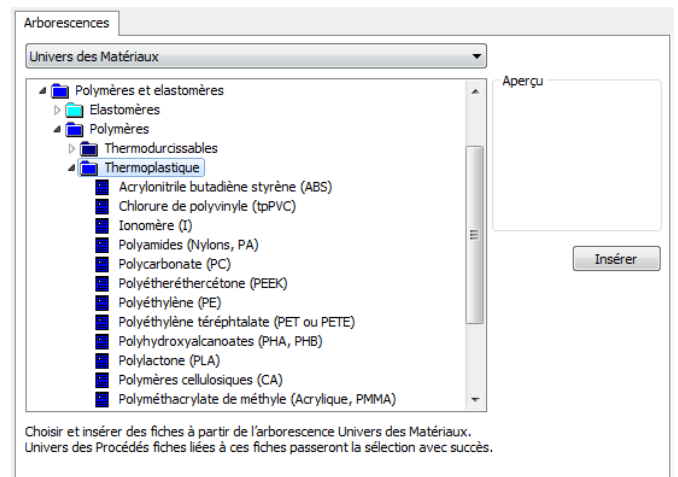 Arborescences
Univers des Matériaux
Aperçu
Polymères et elastomères
Elastomères
Polymères
Thermodurcissables
Thermoplastique
Acrylonitrile butadiène styrène (ABS)
Chlorure de polyvinyle (tpPVC)
Ionomère (I)
Polyamides (Nylons, PA)
Polycarbonate (PC)
Insérer
Polyétheréthercétone (PEEK)
Polyéthylène (PE)
Polyéthylène téréphtalate (PET ou PETE)
Polyhydroxyalcanoates (PHA, PHB)
Polylactone (PLA)
Polymères cellulosiques (CA)
Polyméthacrylate de méthyle (Acrylique, PMMA)
Choisir et insérer des fiches à partir de l'arborescence Univers des Matériaux.
Univers des Procédés fiches liées à ces fiches passeront la sélection avec succès.